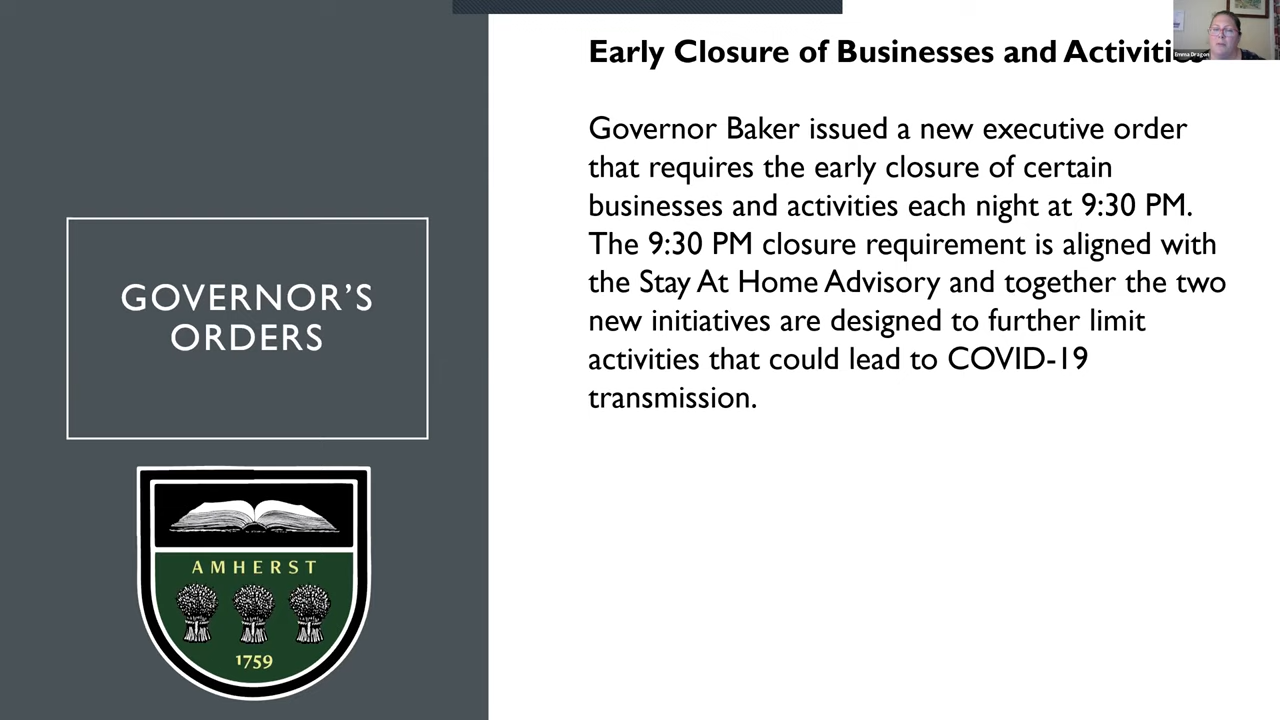 Early Closure of Businesses and
Emma Dragon
Governor Baker issued a new executive order
that requires the early closure of certain
businesses and activities each night at 9:30 PM.
The 9:30 PM closure requirement is aligned with
the Stay At Home Advisory and together the two
new initiatives are designed to further limit
activities that could lead to COVID-19
transmission.
GOVERNOR’S
ORDERS
AMHERST
1759